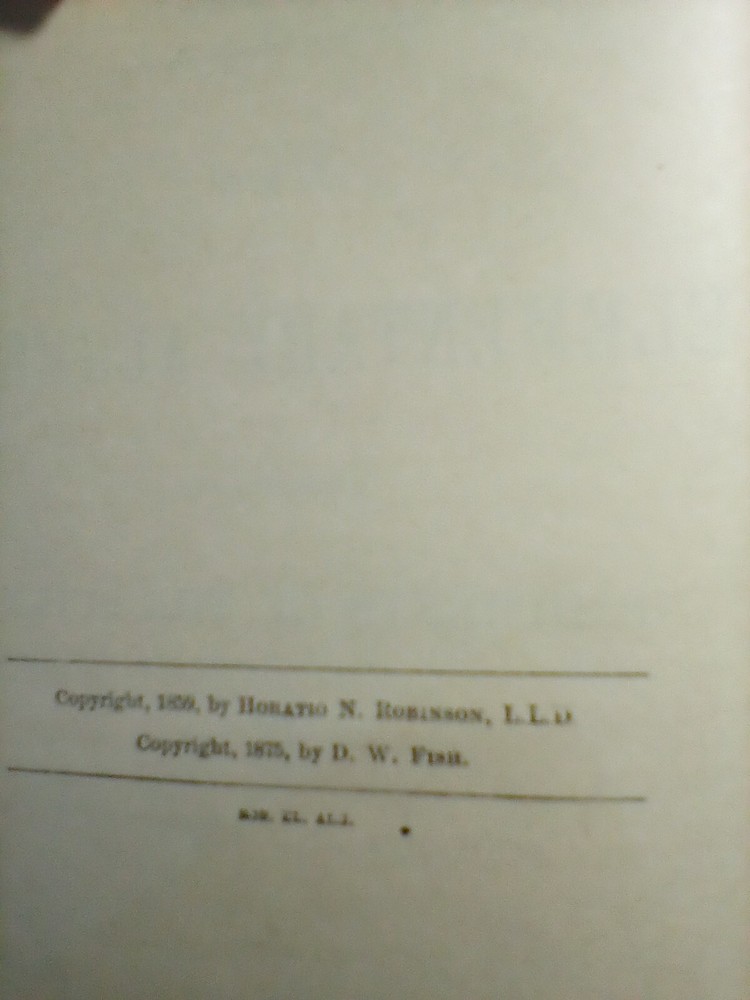 Copyright, 1859, by HORATIO N. ROBINSON, L.L.D
Copyright, 1875, by D. W. FISH.